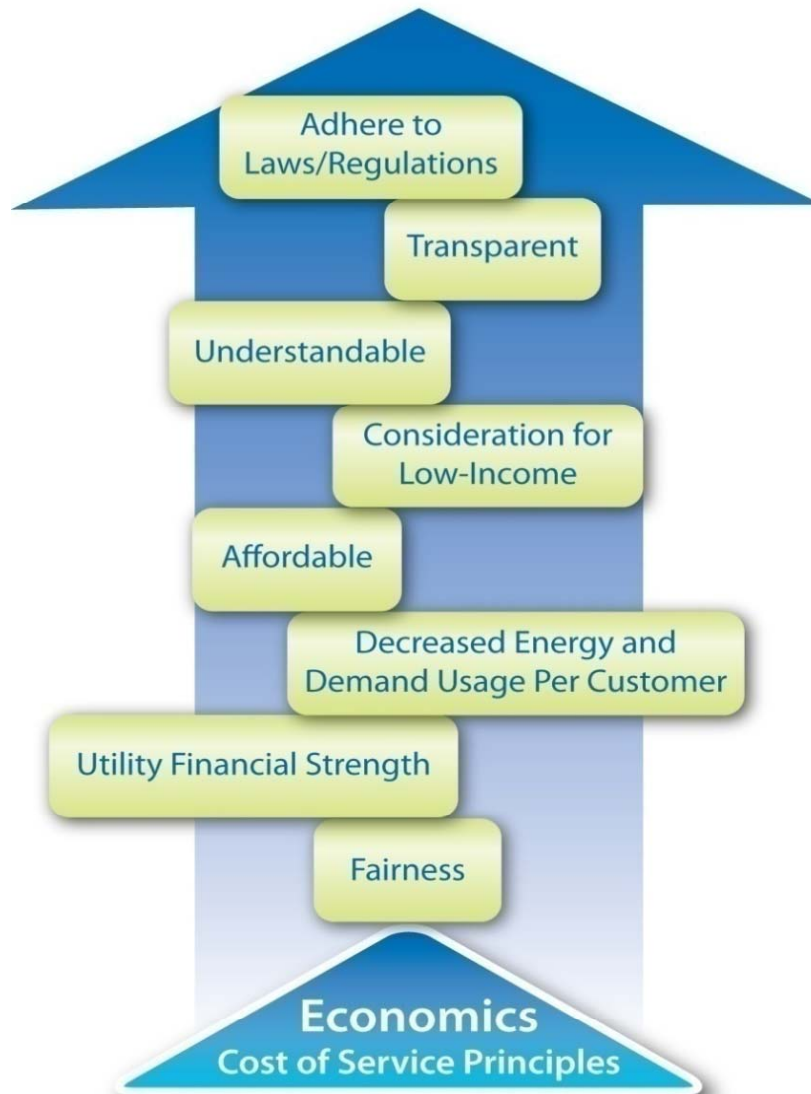 Adhere to
Laws/Regulations
Transparent
Understandable
Consideration for
Low-Income
Affordable
Decreased Energy and
Demand Usage Per Customer
Utility Financial Strength
Fairness
Economics
Cost of Service Principles